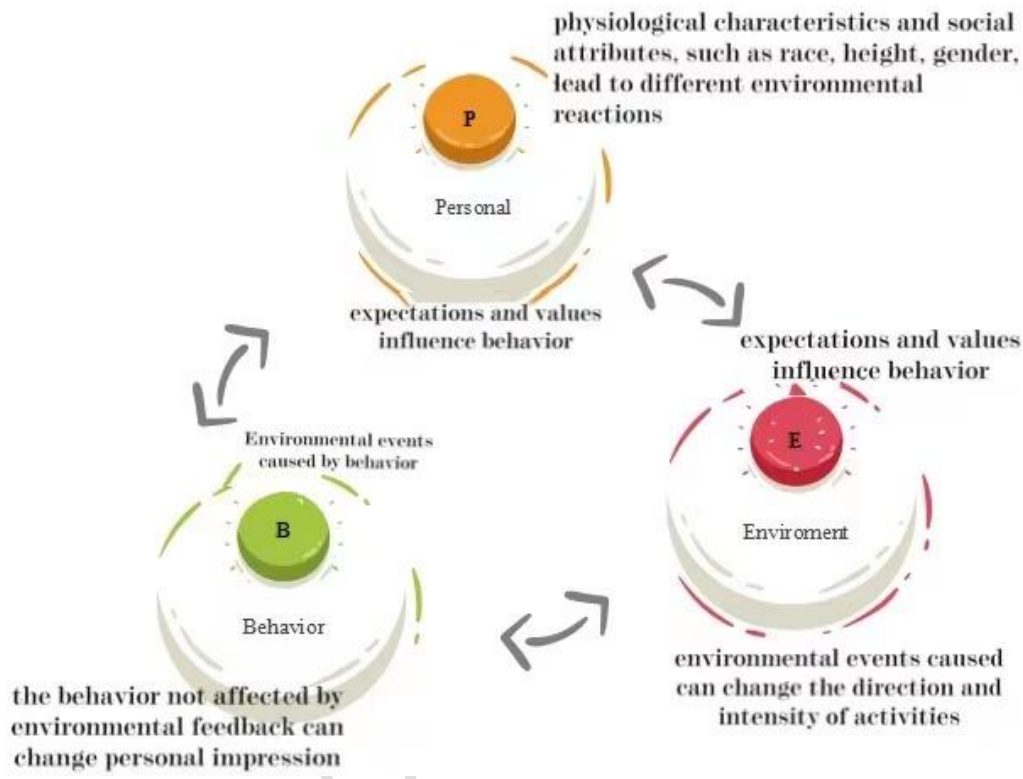 physiological characteristics and social
attributes, such as race, height, gender,
lead to different environmental
reactions
P
Personal
expectations and values
influence behavior
expectations and values
influence behavior
E
Enviroment
Environmental events
caused by behavior
B
Behavior
environmental events caused
can change the direction and
intensity of activities
the behavior not affected by
environmental feedback can
change personal impression